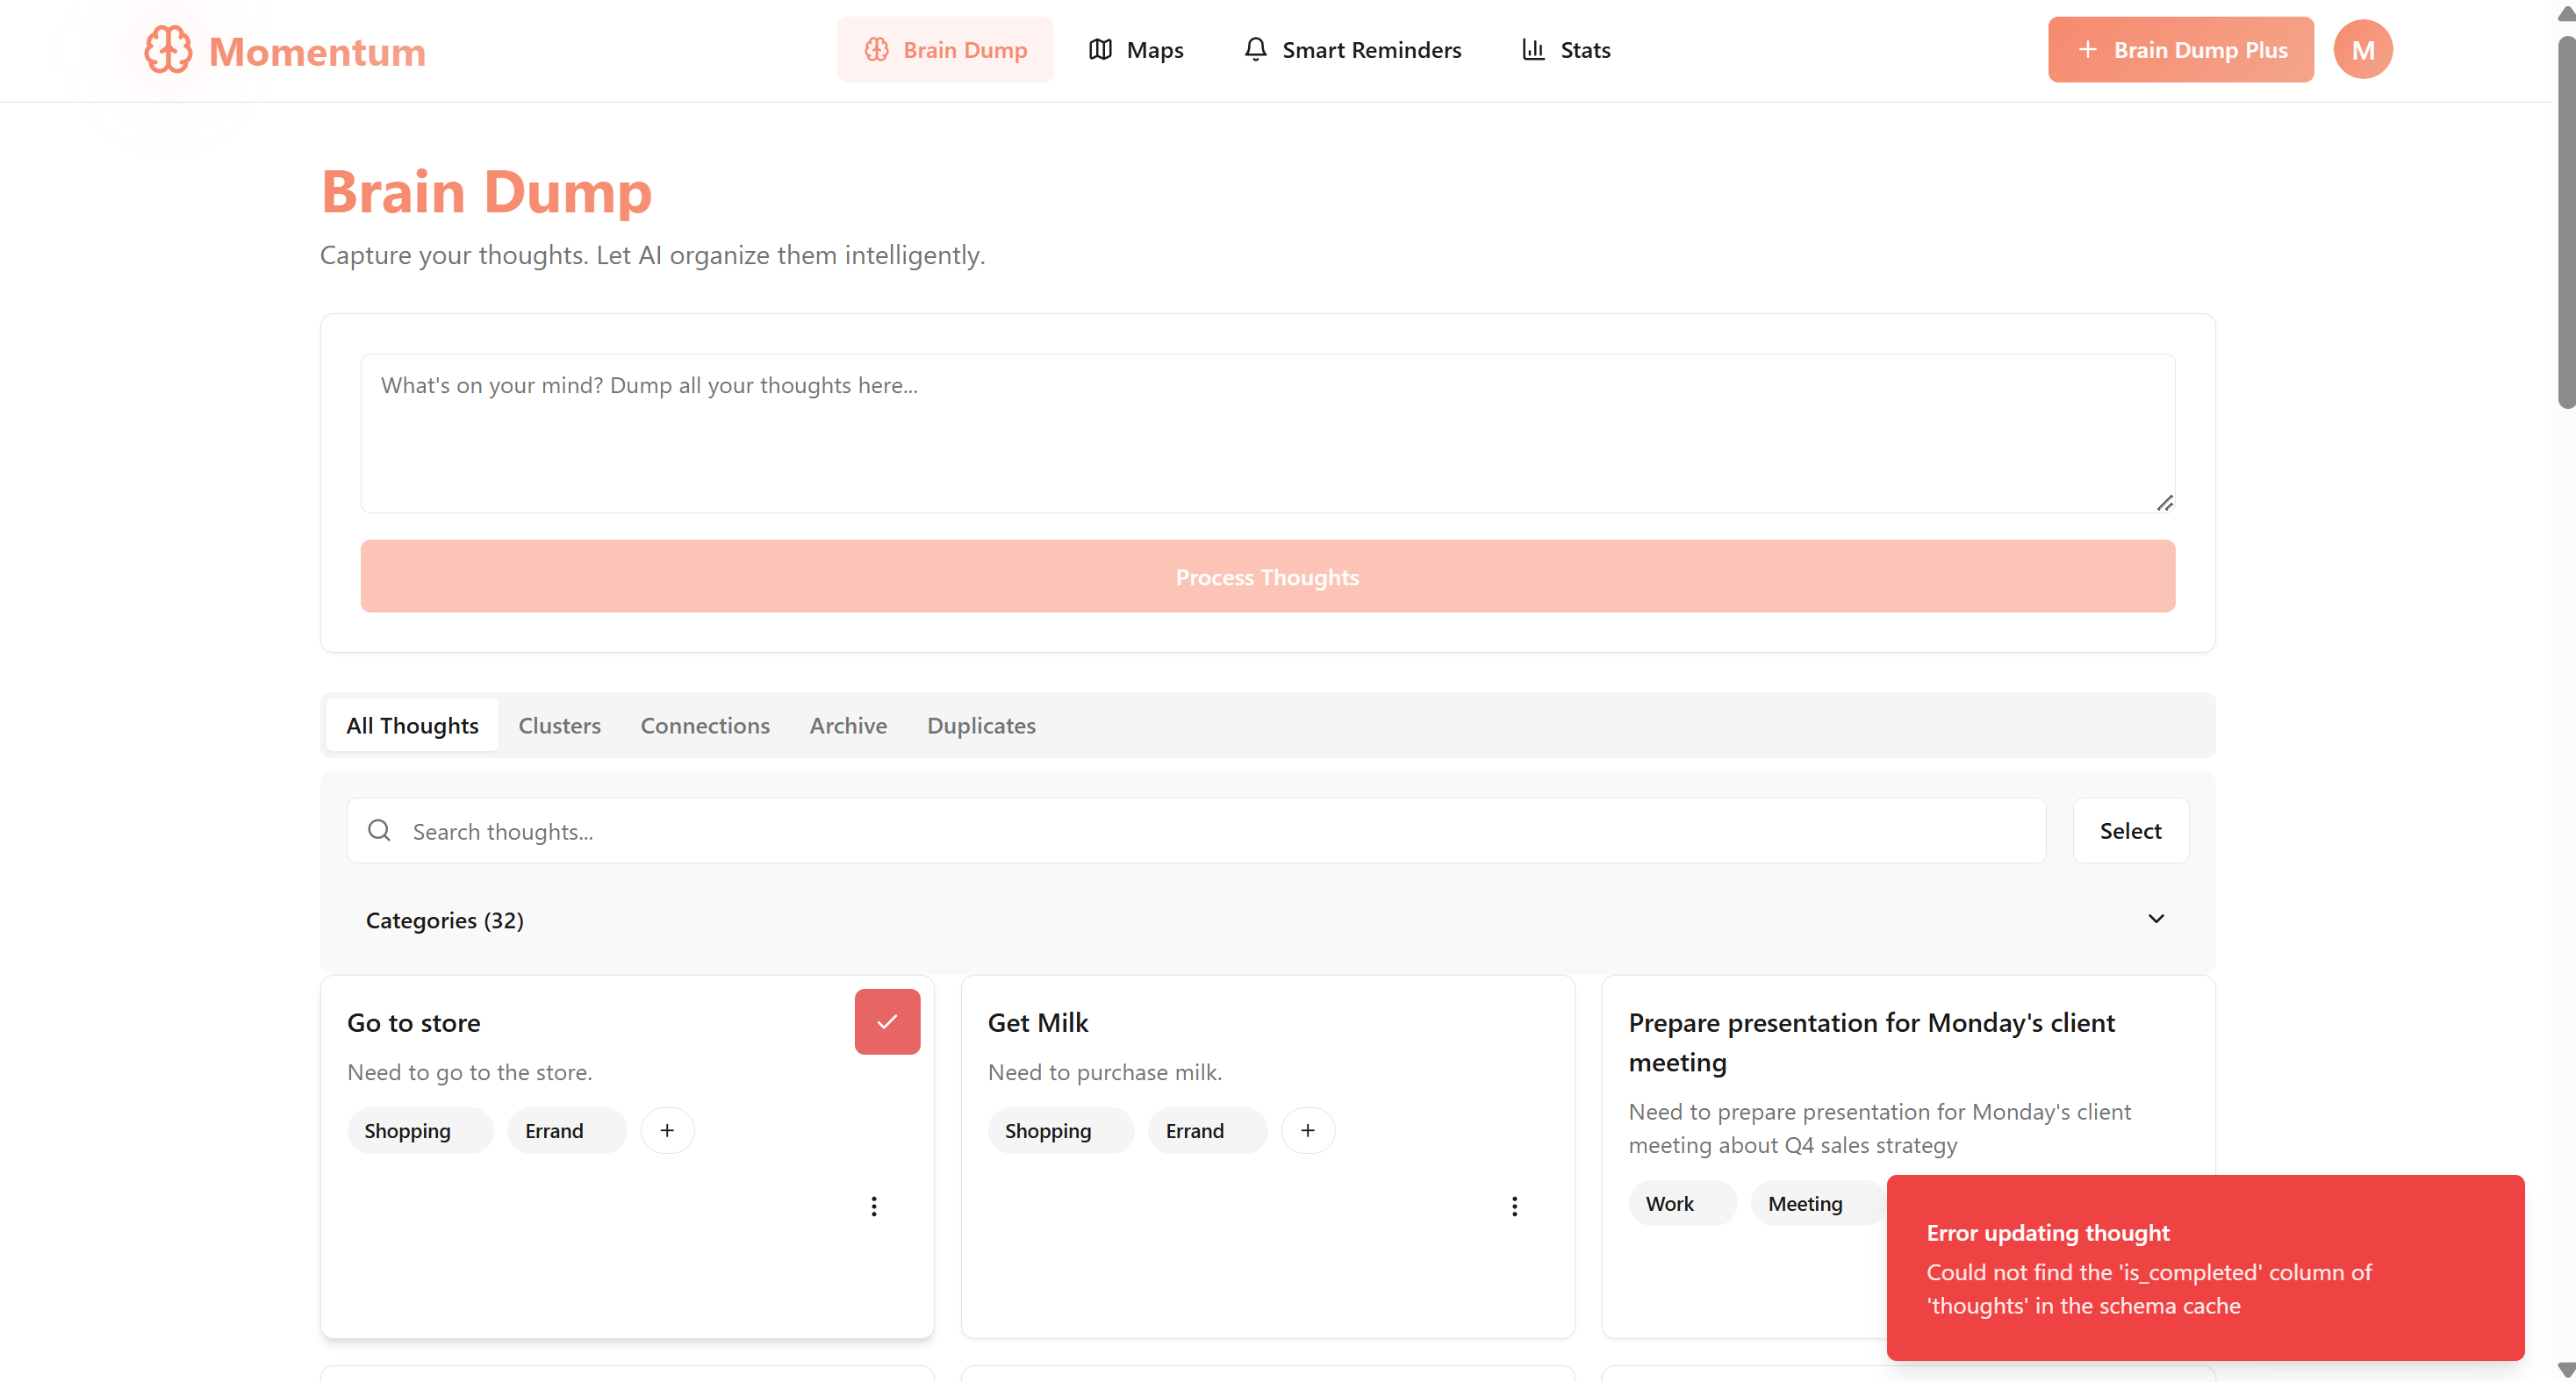 Momentum
Brain Dump
Maps
Smart Reminders
Stats
Brain Dump Plus
M
Brain Dump
Capture your thoughts. Let AI organize them intelligently.
What's on your mind? Dump all your thoughts here...
Process Thoughts
All Thoughts
Clusters
Connections
Archive
Duplicates
Search thoughts...
Select
Categories (32)
Go to store
Need to go to the store.
Shopping
Errand
Get Milk
Need to purchase milk.
Shopping
Errand
Prepare presentation for Monday's client
meeting
Need to prepare presentation for Monday's client
meeting about Q4 sales strategy
Work
Meeting
Error updating thought
Could not find the 'is_completed' column of
'thoughts' in the schema cache